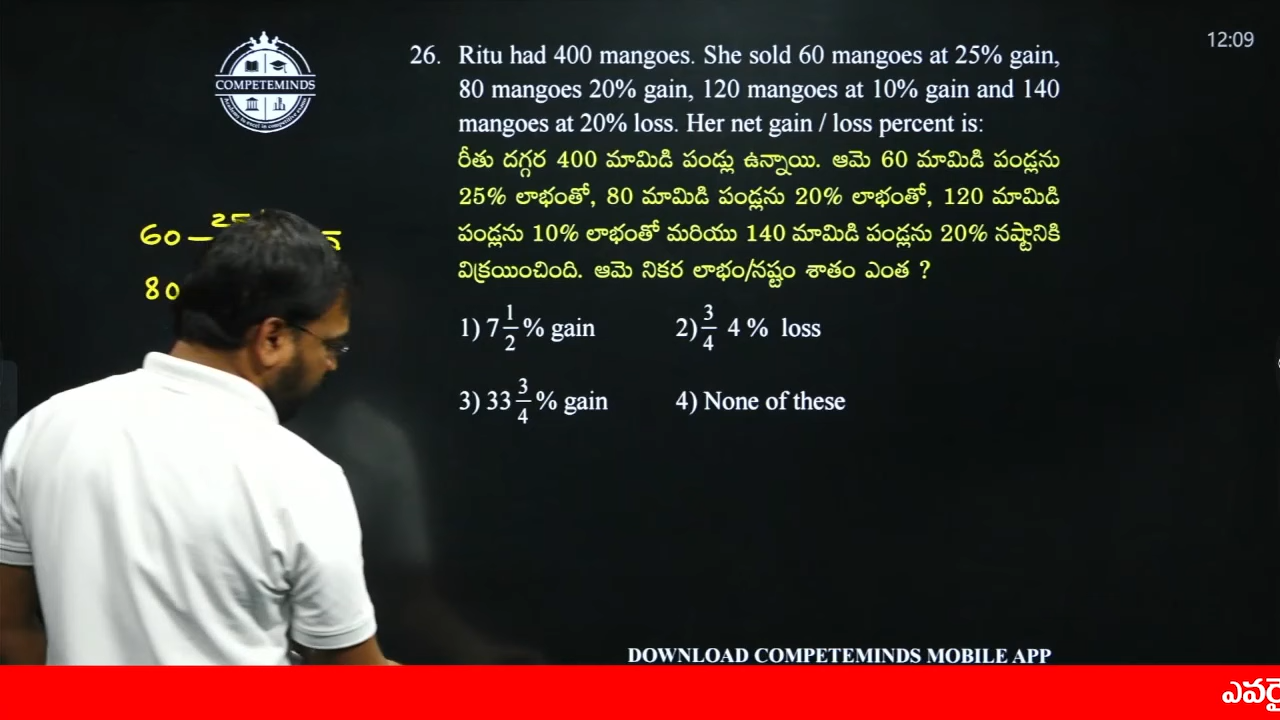 12:09
COMPETEMINDS
26. Ritu had 400 mangoes. She sold 60 mangoes at 25% gain,
80 mangoes 20% gain, 120 mangoes at 10% gain and 140
mangoes at 20% loss. Her net gain / loss percent is:
రీతు దగ్గర 400 మామిడి పండ్లు ఉన్నాయి. ఆమె 60 మామిడి పండ్లను
25% లాభంతో, 80 మామిడి పండ్లను 20% లాభంతో, 120 మామిడి
పండ్లను 10% లాభంతో మరియు 140 మామిడి పండ్లను 20% నష్టానికి
విక్రయించింది. ఆమె నికర లాభం/నష్టం శాతం ఎంత ?
60 — 25
80
1) 7 1/2 % gain 2) 3/4 4 % loss
3) 33 3/4 % gain 4) None of these
DOWNLOAD COMPETEMINDS MOBILE APP